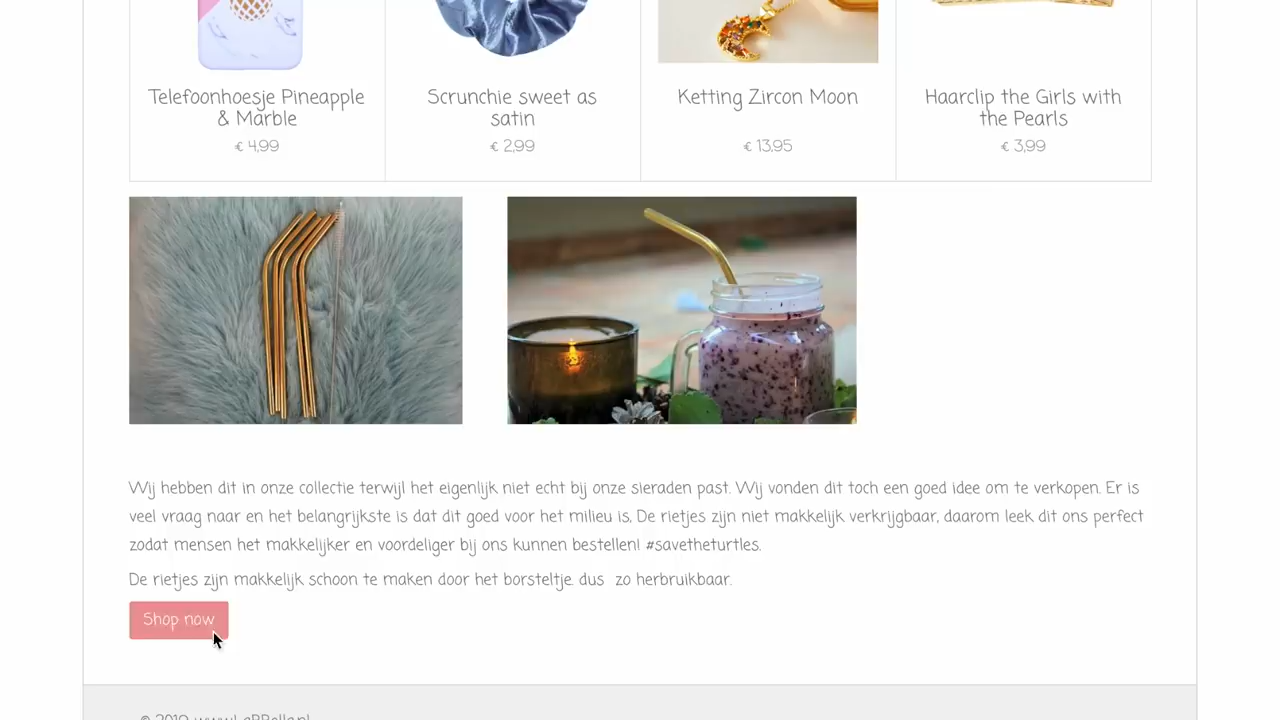 Telefoonhoesje Pineapple
& Marble
€ 4,99
Scrunchie sweet as
satin
€ 2,99
Ketting Zircon Moon
€ 13,95
Haarclip the Girls with
the Pearls
€ 3,99
Wij hebben dit in onze collectie terwijl het eigenlijk niet echt bij onze sieraden past. Wij vonden dit toch een goed idee om te verkopen. Er is
veel vraag naar en het belangrijkste is dat dit goed voor het milieu is. De rietjes zijn niet makkelijk verkrijgbaar, daarom leek dit ons perfect
zodat mensen het makkelijker en voordeliger bij ons kunnen bestellen! #savetheturtles.
De rietjes zijn makkelijk schoon te maken door het borsteltje. dus zo herbruikbaar.
Shop now